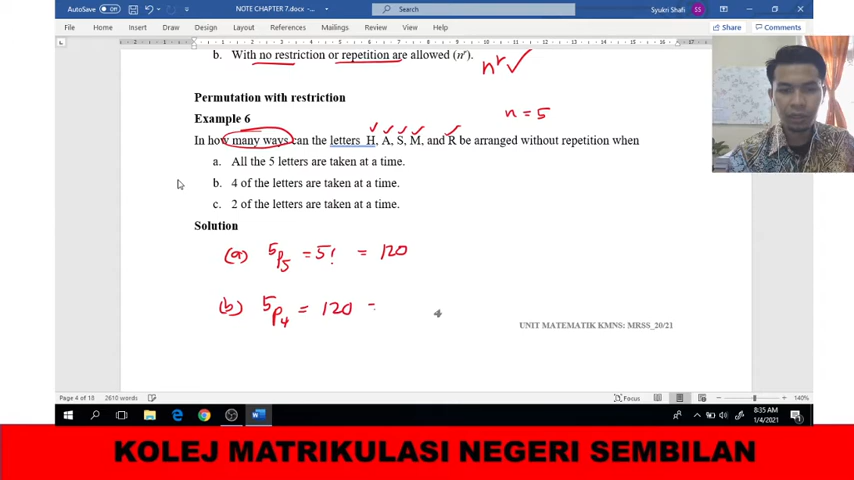 AutoSave Off NOTE CHAPTER 7.docx - ... Search Syukri Shafi SS
File Home Insert Draw Design Layout References Mailings Review View Help Share Comments
b. With no restriction or repetition are allowed (nʳ). nʳ ✓
Permutation with restriction
Example 6 n = 5
In how many ways can the letters H, A, S, M, and R be arranged without repetition when
a. All the 5 letters are taken at a time.
b. 4 of the letters are taken at a time.
c. 2 of the letters are taken at a time.
Solution
(a) ⁵P₅ = 5! = 120
(b) ⁵P₄ = 120
UNIT MATEMATIK KMNS: MRSS_20/21
Page 4 of 18 2610 words Focus 140%
8:35 AM
1/4/2021
KOLEJ MATRIKULASI NEGERI SEMBILAN